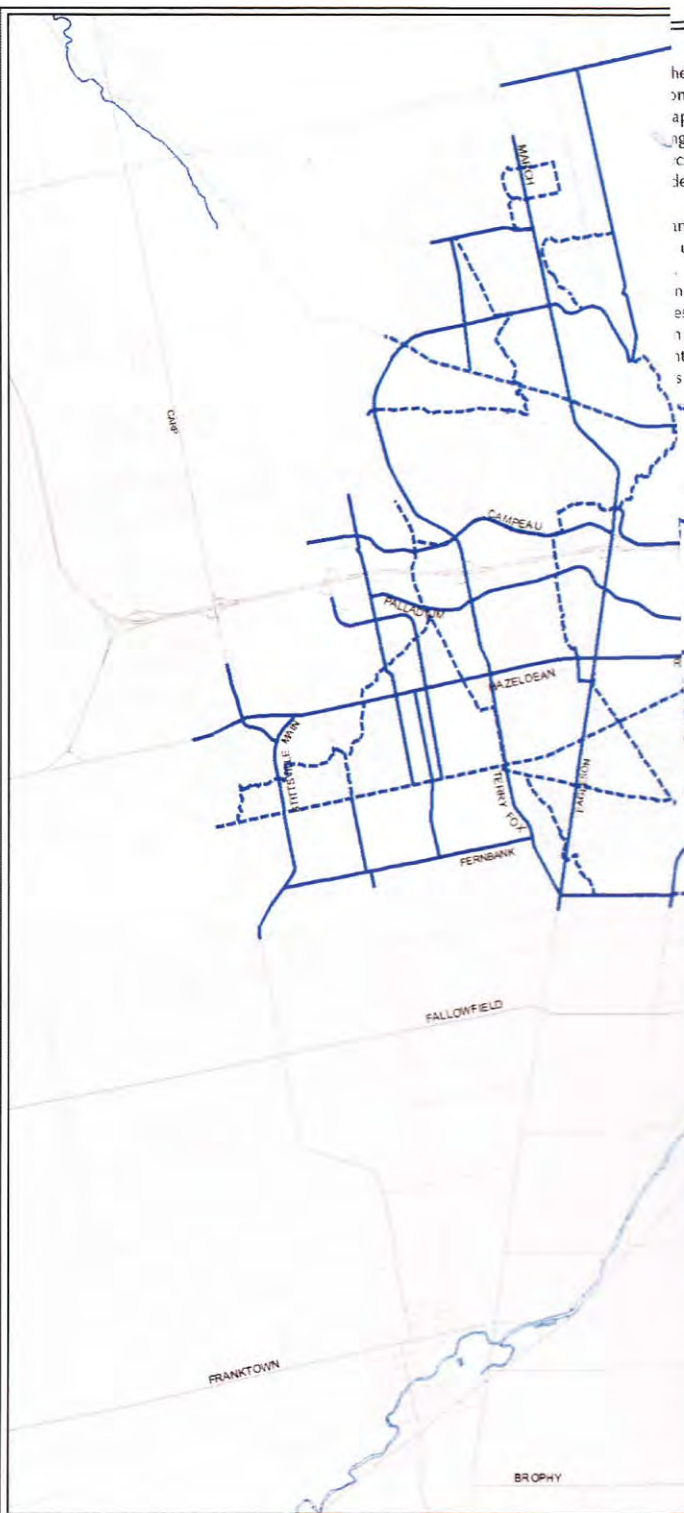 MARCH
CARP
CAMPEAU
PALLADIUM
HAZELDEAN
STITTSVILLE MAIN
TERRY FOX
EAGLESON
FERNBANK
FALLOWFIELD
FRANKTOWN
BROPHY